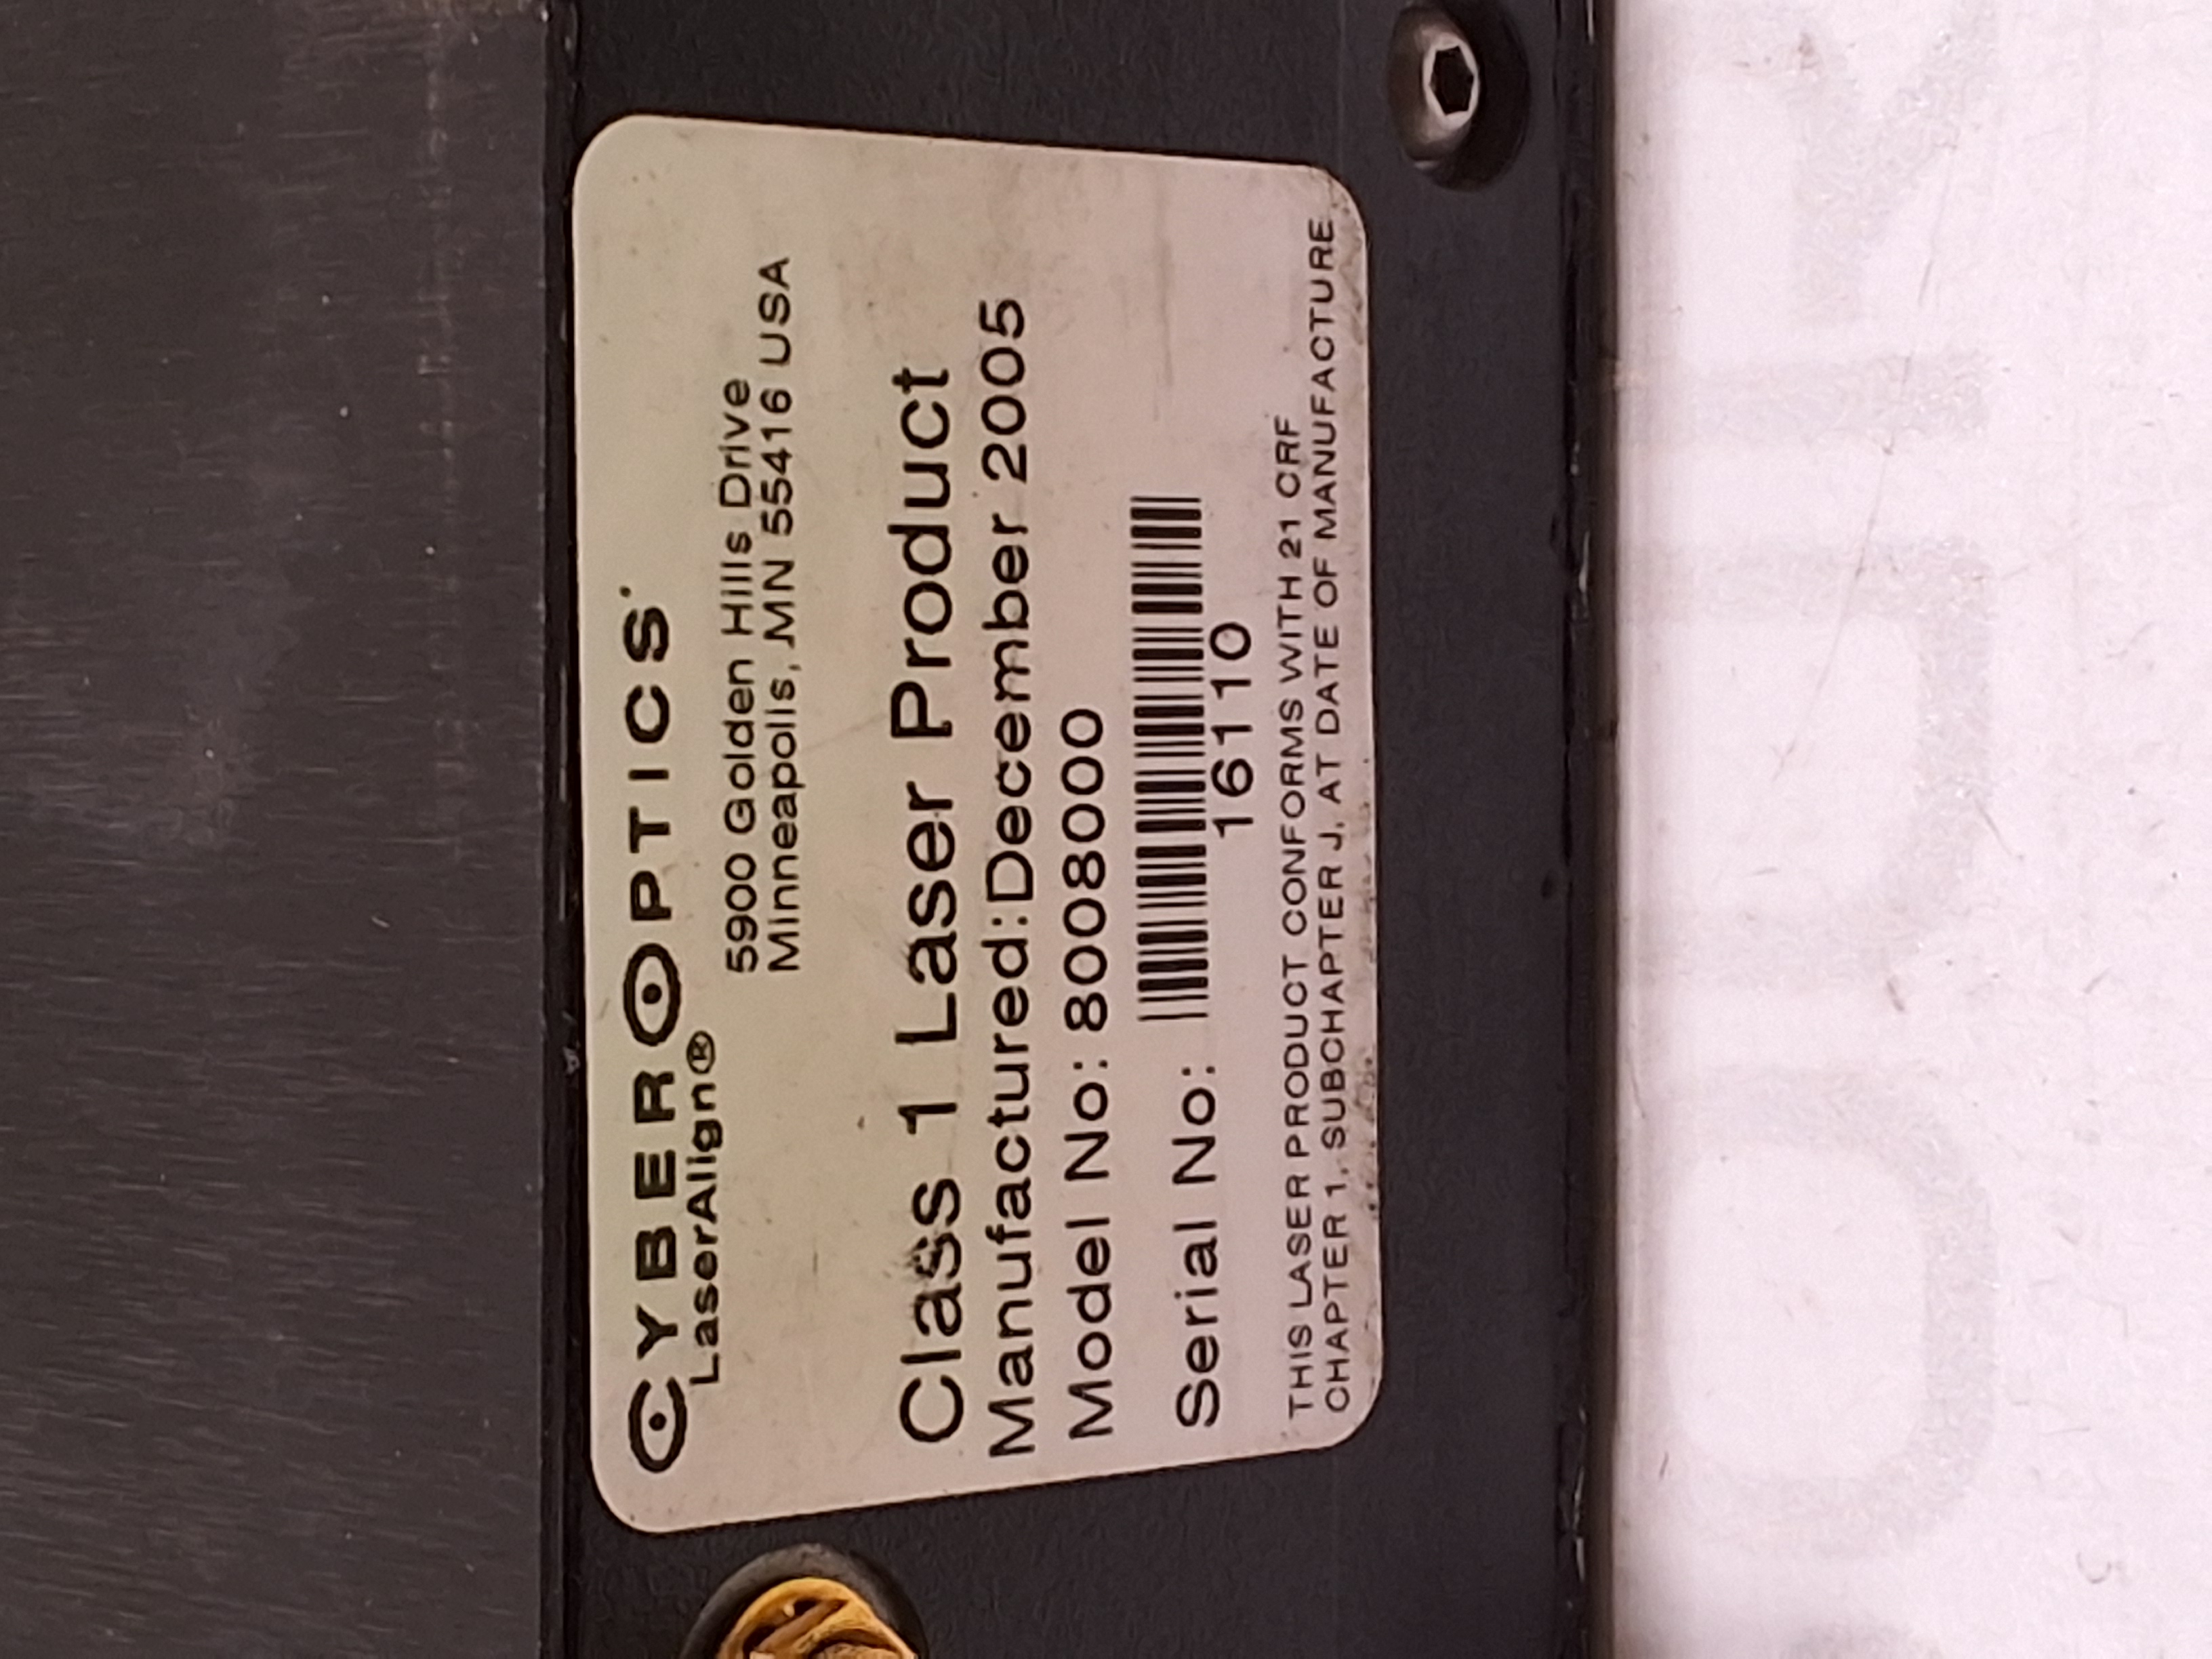 CYBEROPTICS
LaserAlign®
5900 Golden Hills Drive
Minneapolis, MN 55416 USA
Class 1 Laser Product
Manufactured:December 2005
Model No: 8008000
Serial No:
16110
THIS LASER PRODUCT CONFORMS WITH 21 CRF
CHAPTER 1, SUBCHAPTER J, AT DATE OF MANUFACTURE